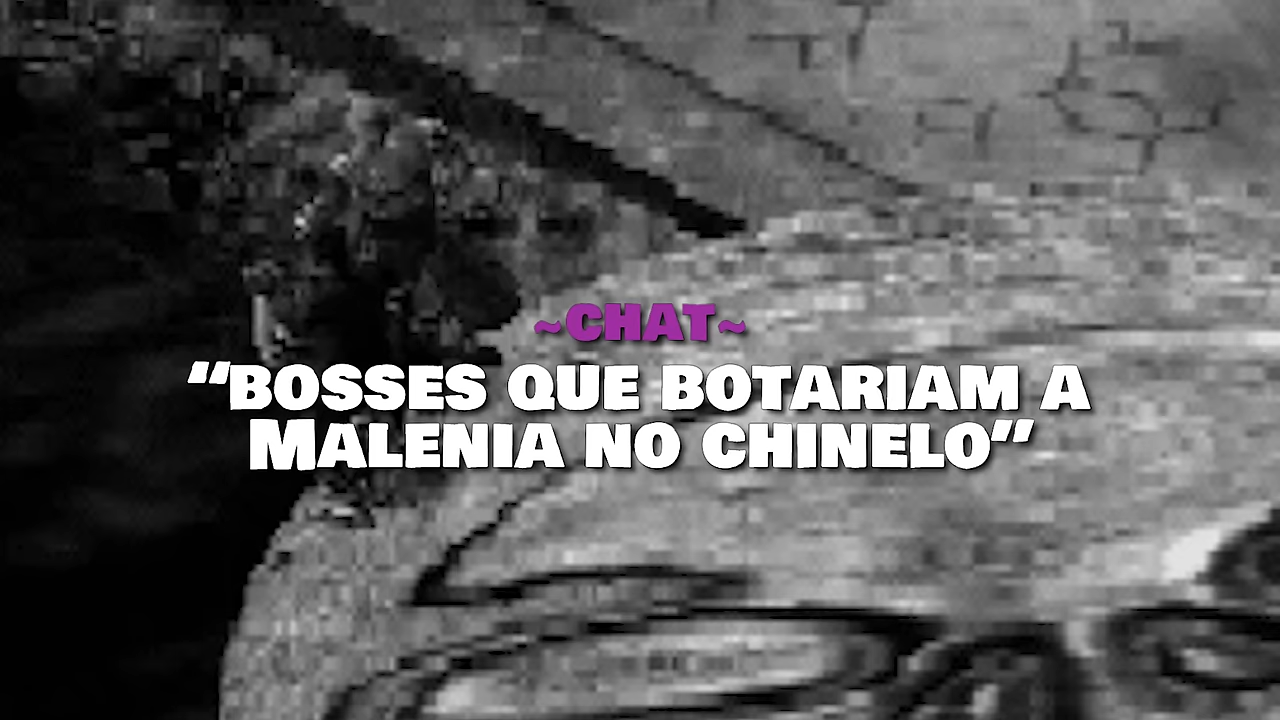 ~CHAT~
"BOSSES QUE BOTARIAM A
MALENIA NO CHINELO"